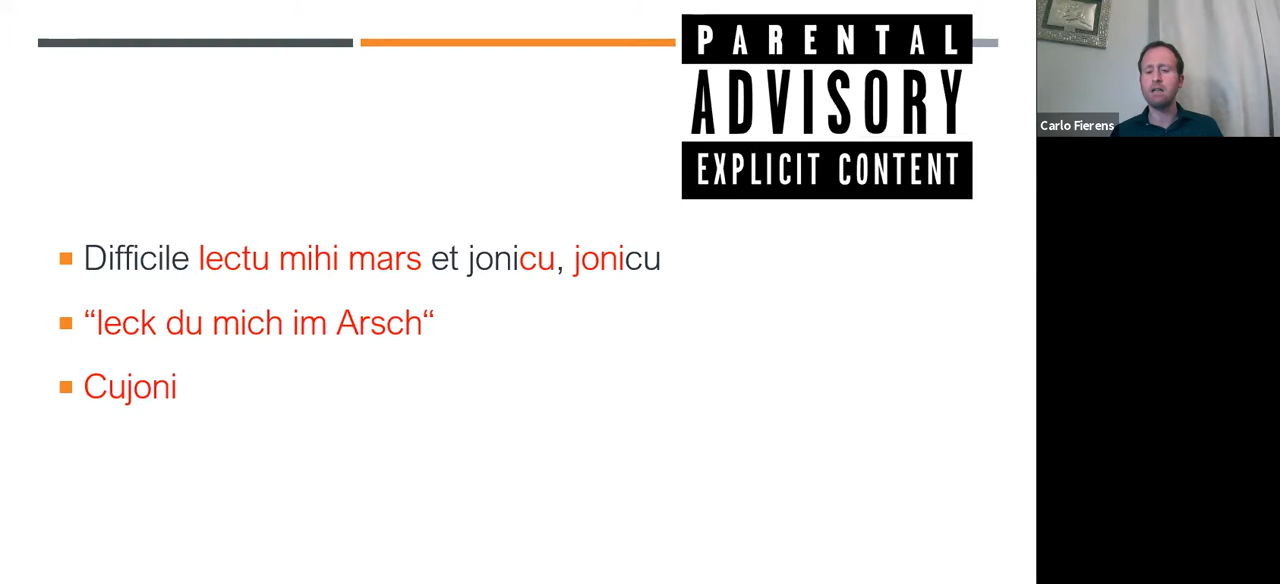 PARENTAL
ADVISORY
EXPLICIT CONTENT
Carlo Fierens
Difficile lectu mihi mars et jonicu, jonicu
“leck du mich im Arsch“
Cujoni